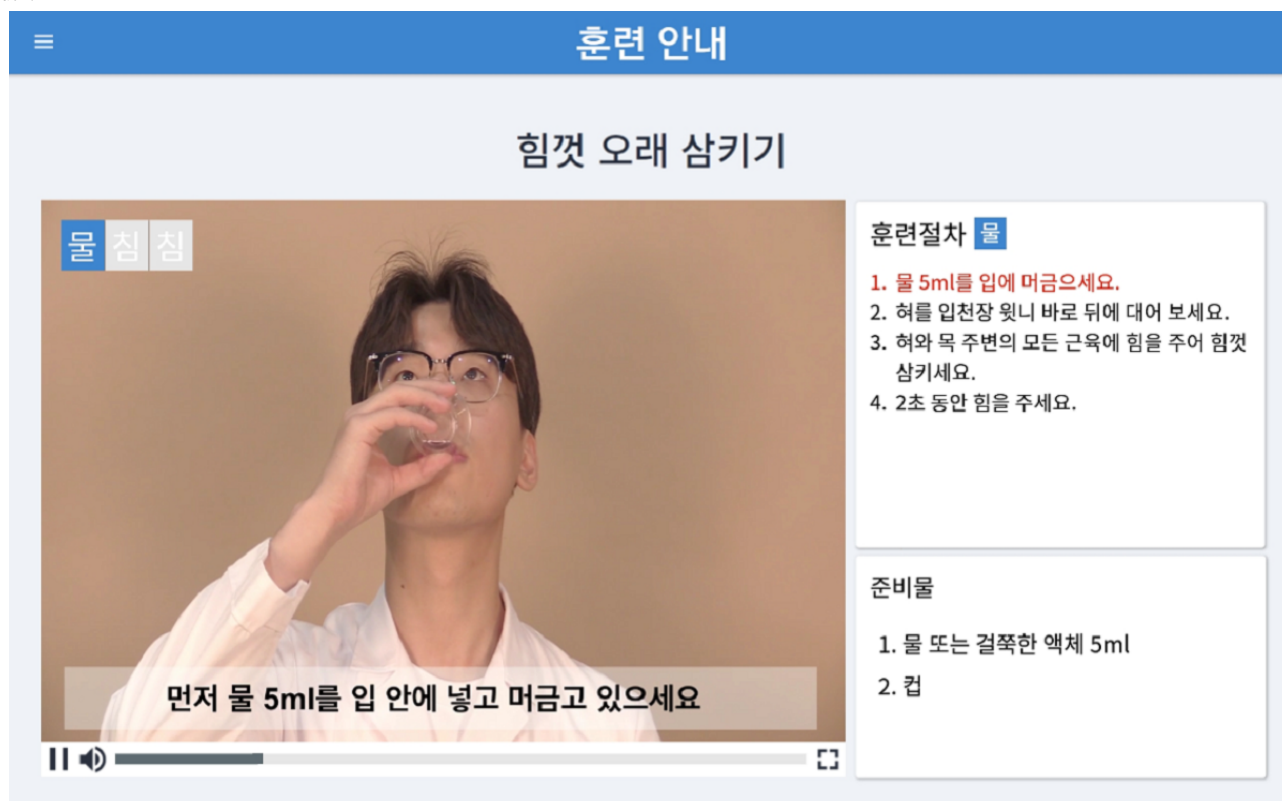 훈련 안내
힘껏 오래 삼키기
물 침 침
먼저 물 5ml를 입 안에 넣고 머금고 있으세요
훈련절차 물
1. 물 5ml를 입에 머금으세요.
2. 혀를 입천장 윗니 바로 뒤에 대어 보세요.
3. 혀와 목 주변의 모든 근육에 힘을 주어 힘껏
삼키세요.
4. 2초 동안 힘을 주세요.
준비물
1. 물 또는 걸쭉한 액체 5ml
2. 컵